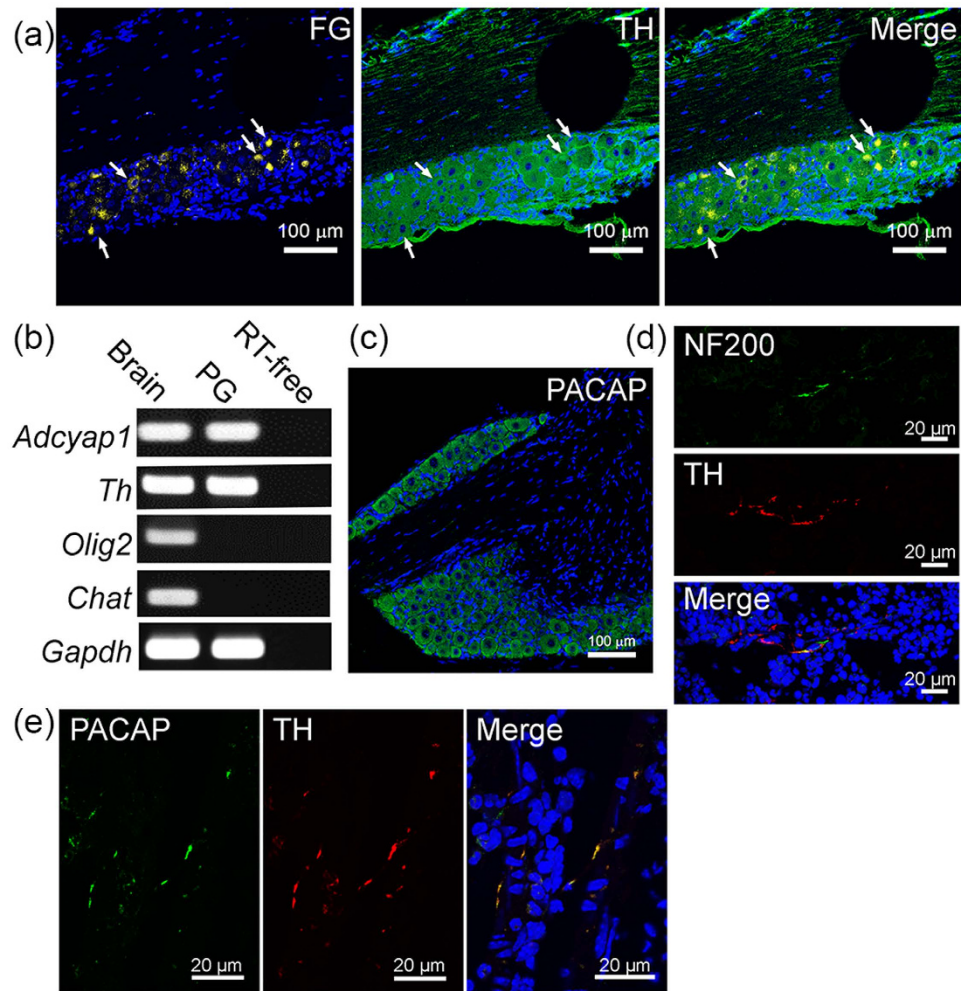 (a)
FG
TH
Merge
100 µm
100 µm
100 µm
(b)
Brain
PG
RT-free
Adcyap1
Th
Olig2
Chat
Gapdh
(c)
PACAP
100 µm
(d)
NF200
20 µm
TH
20 µm
Merge
20 µm
(e)
PACAP
TH
Merge
20 µm
20 µm
20 µm